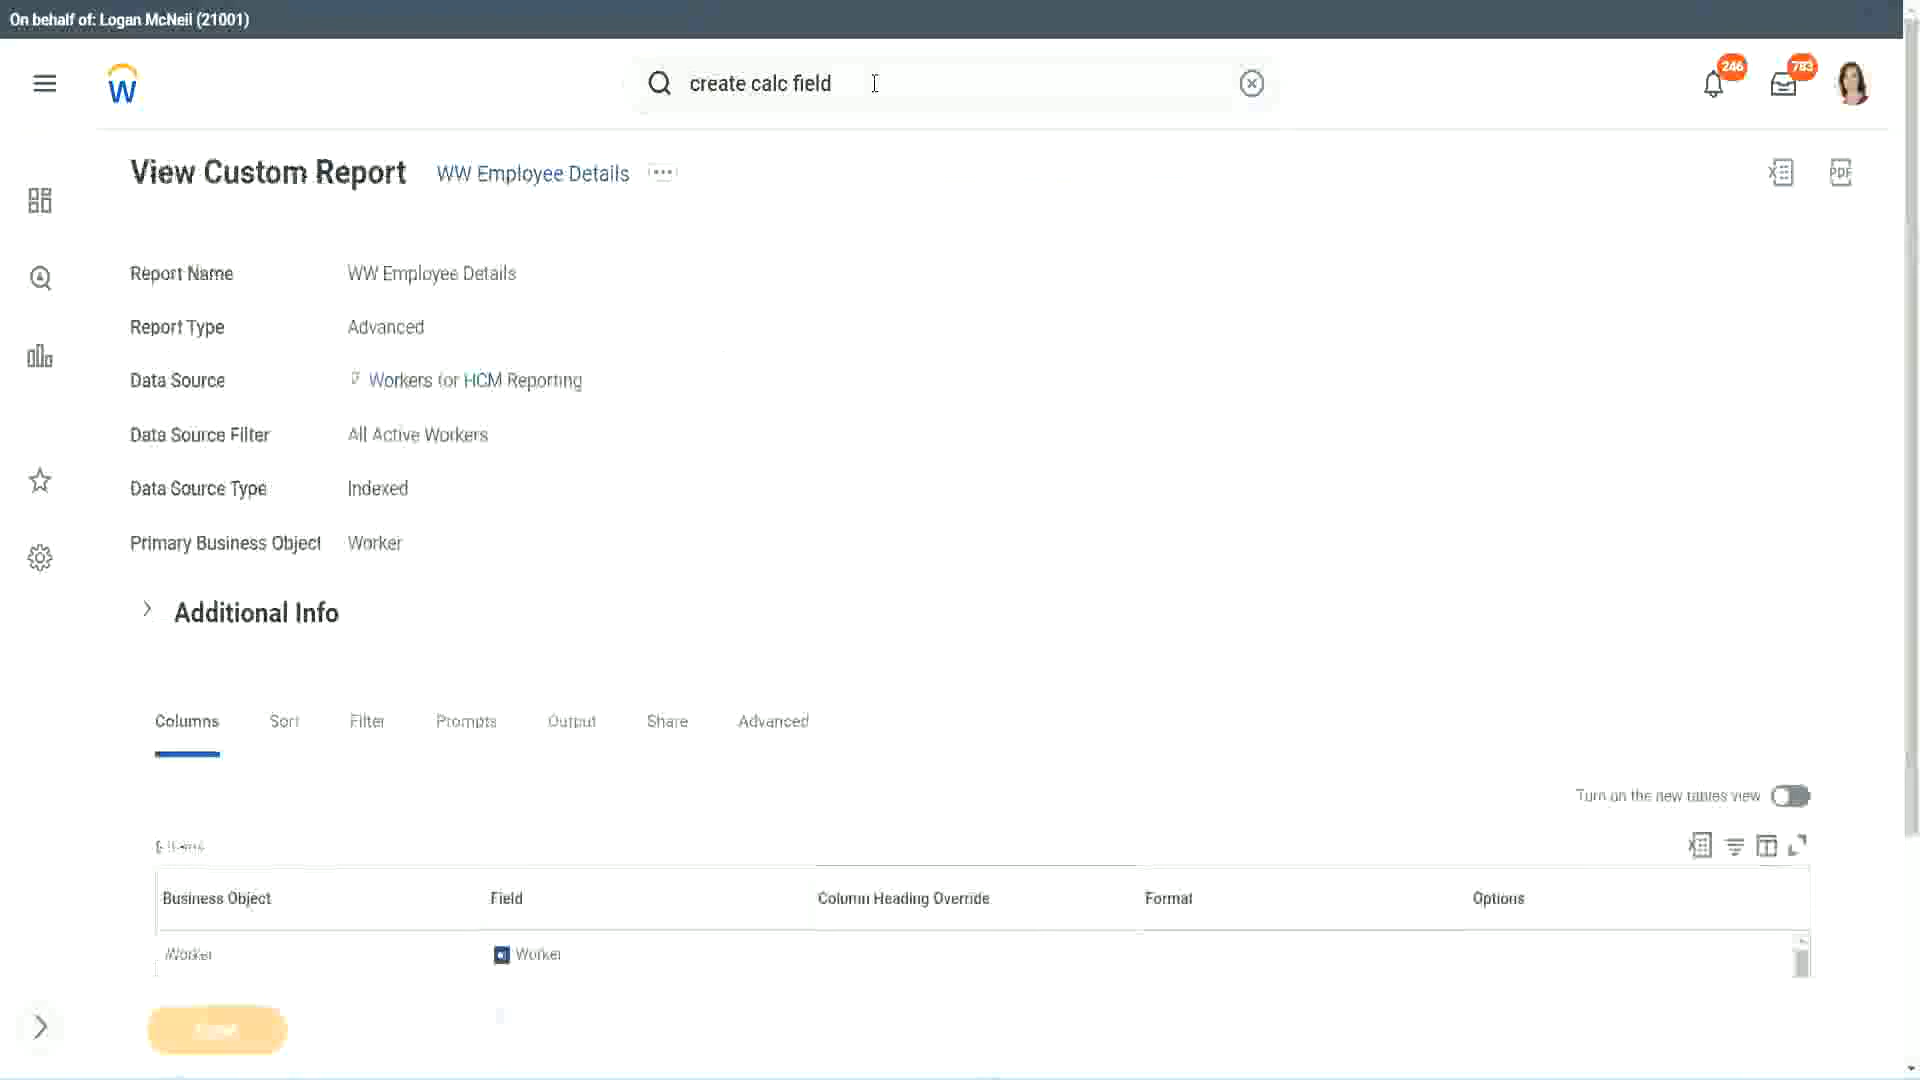 On behalf of: Logan McNeil (21001)
W
create calc field
246
783
View Custom Report WW Employee Details
PDF
Report Name WW Employee Details
Report Type Advanced
Data Source Workers for HCM Reporting
Data Source Filter All Active Workers
Data Source Type Indexed
Primary Business Object Worker
Additional Info
Columns Sort Filter Prompts Output Share Advanced
Turn on the new tables view
Business Object Field Column Heading Override Format Options
Worker Worker